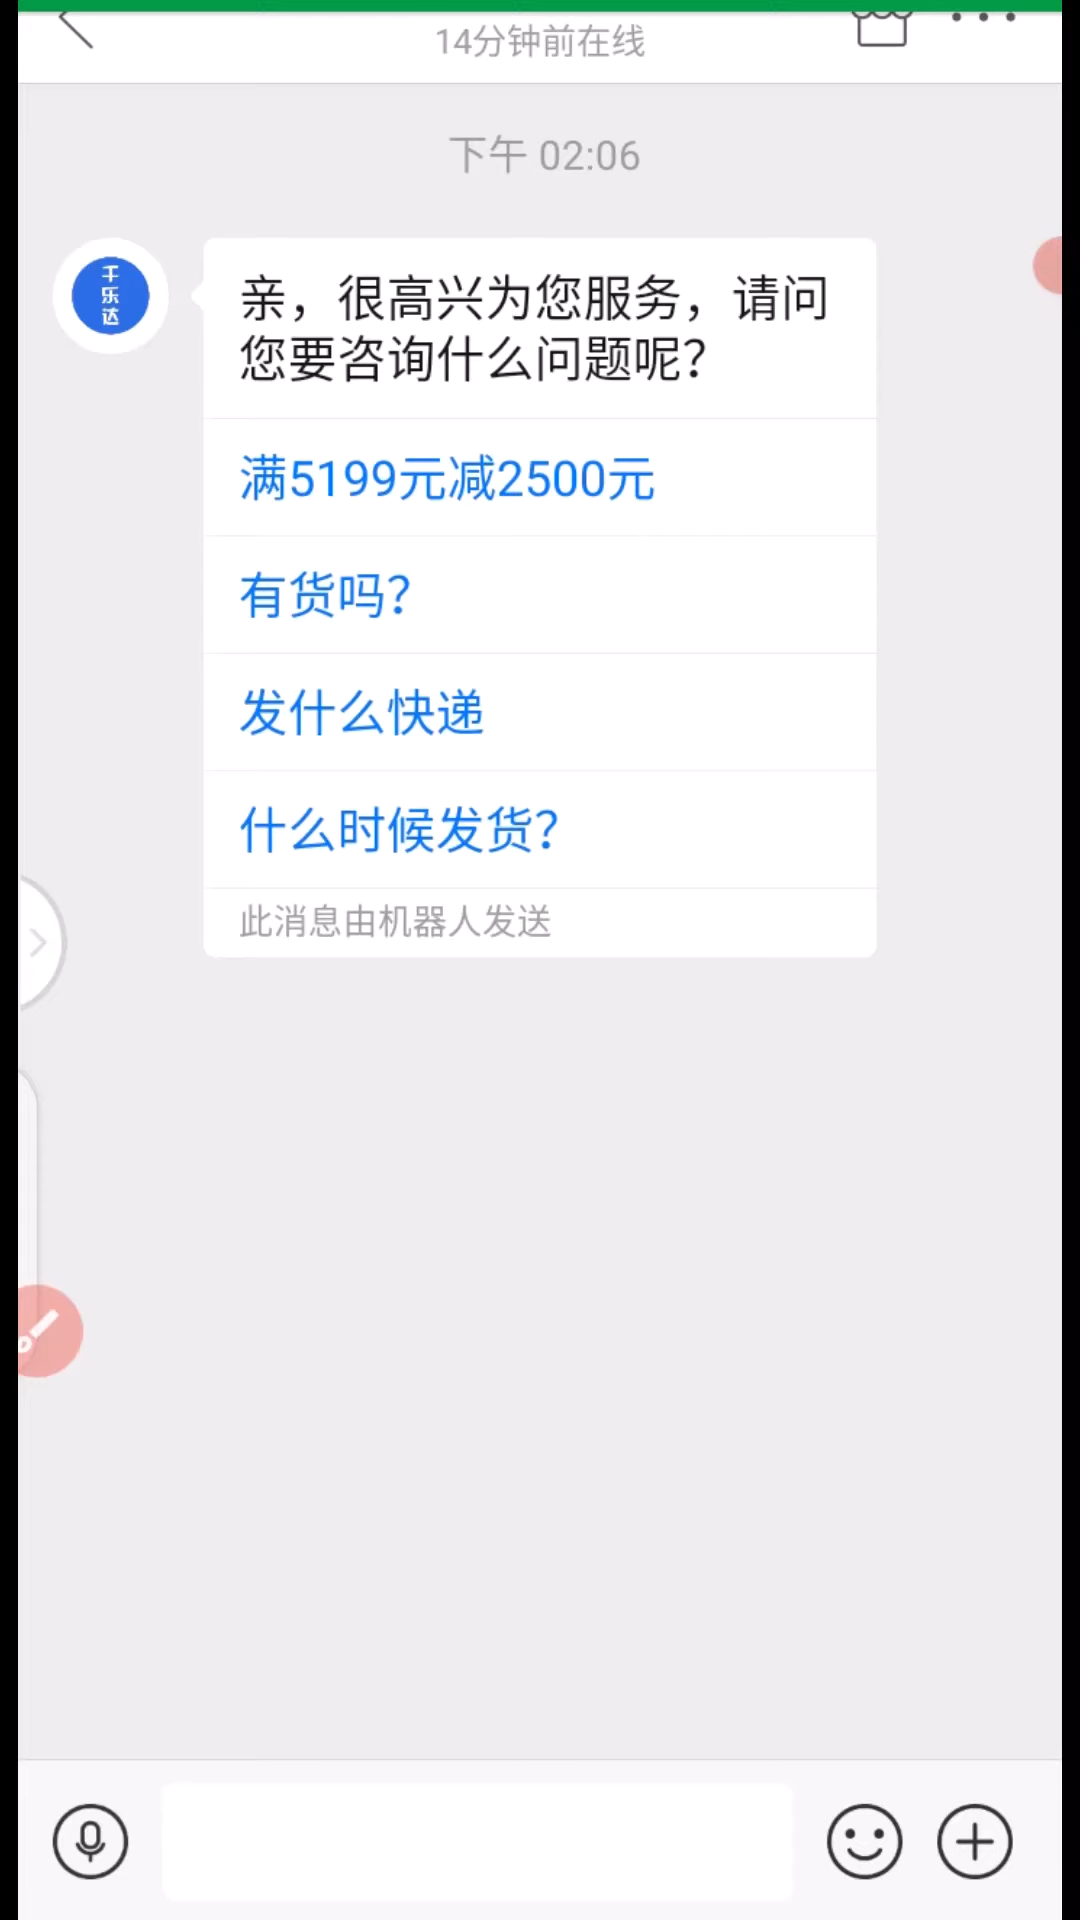 14分钟前在线
下午 02:06
千乐达
亲，很高兴为您服务，请问
您要咨询什么问题呢？
满5199元减2500元
有货吗？
发什么快递
什么时候发货？
此消息由机器人发送